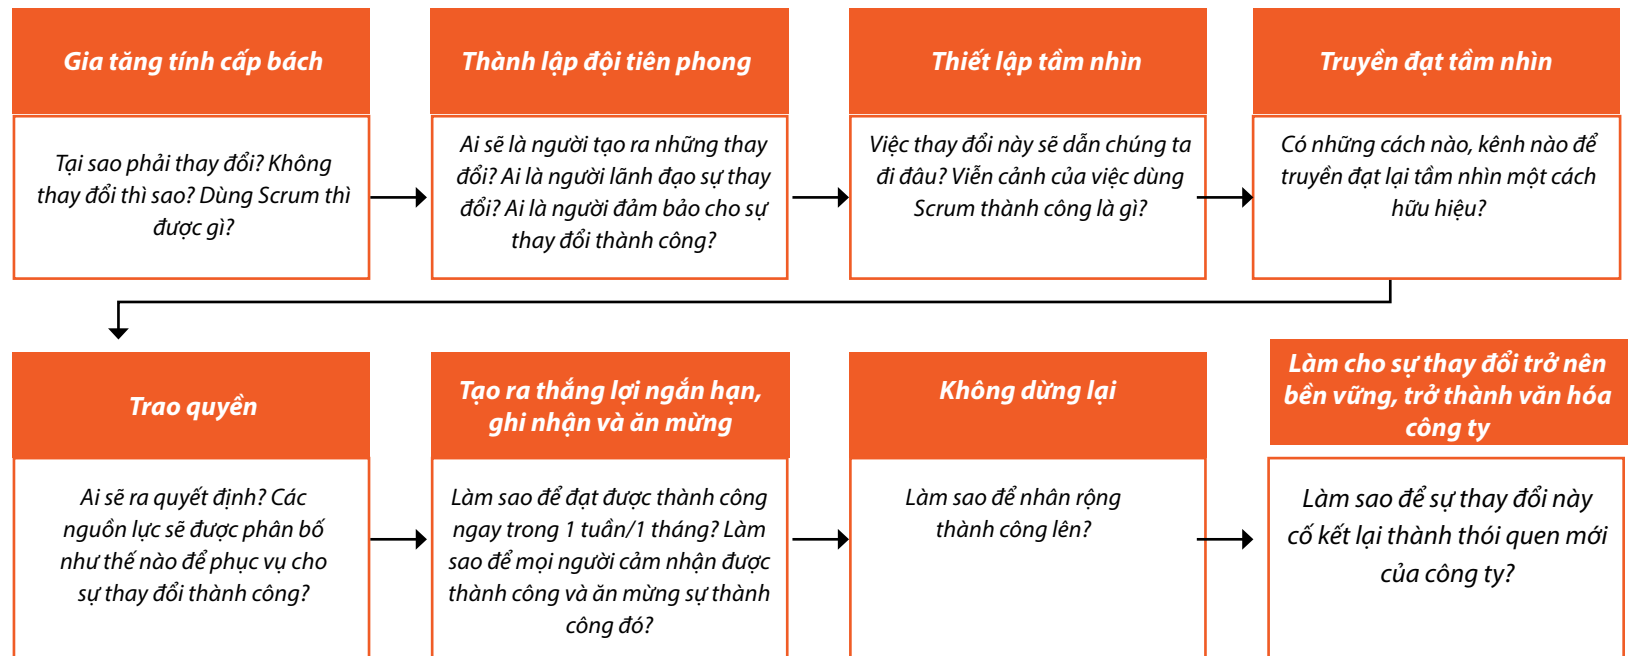 Gia tăng tính cấp bách
Tại sao phải thay đổi? Không
thay đổi thì sao? Dùng Scrum thì
được gì?
Thành lập đội tiên phong
Ai sẽ là người tạo ra những thay
đổi? Ai là người lãnh đạo sự thay
đổi? Ai là người đảm bảo cho sự
thay đổi thành công?
Thiết lập tầm nhìn
Việc thay đổi này sẽ dẫn chúng ta
đi đâu? Viễn cảnh của việc dùng
Scrum thành công là gì?
Truyền đạt tầm nhìn
Có những cách nào, kênh nào để
truyền đạt lại tầm nhìn một cách
hữu hiệu?
Trao quyền
Ai sẽ ra quyết định? Các
nguồn lực sẽ được phân bố
như thế nào để phục vụ cho
sự thay đổi thành công?
Tạo ra thắng lợi ngắn hạn,
ghi nhận và ăn mừng
Làm sao để đạt được thành công
ngay trong 1 tuần/1 tháng? Làm
sao để mọi người cảm nhận được
thành công và ăn mừng sự thành
công đó?
Không dừng lại
Làm sao để nhân rộng
thành công lên?
Làm cho sự thay đổi trở nên
bền vững, trở thành văn hóa
công ty
Làm sao để sự thay đổi này
cố kết lại thành thói quen mới
của công ty?